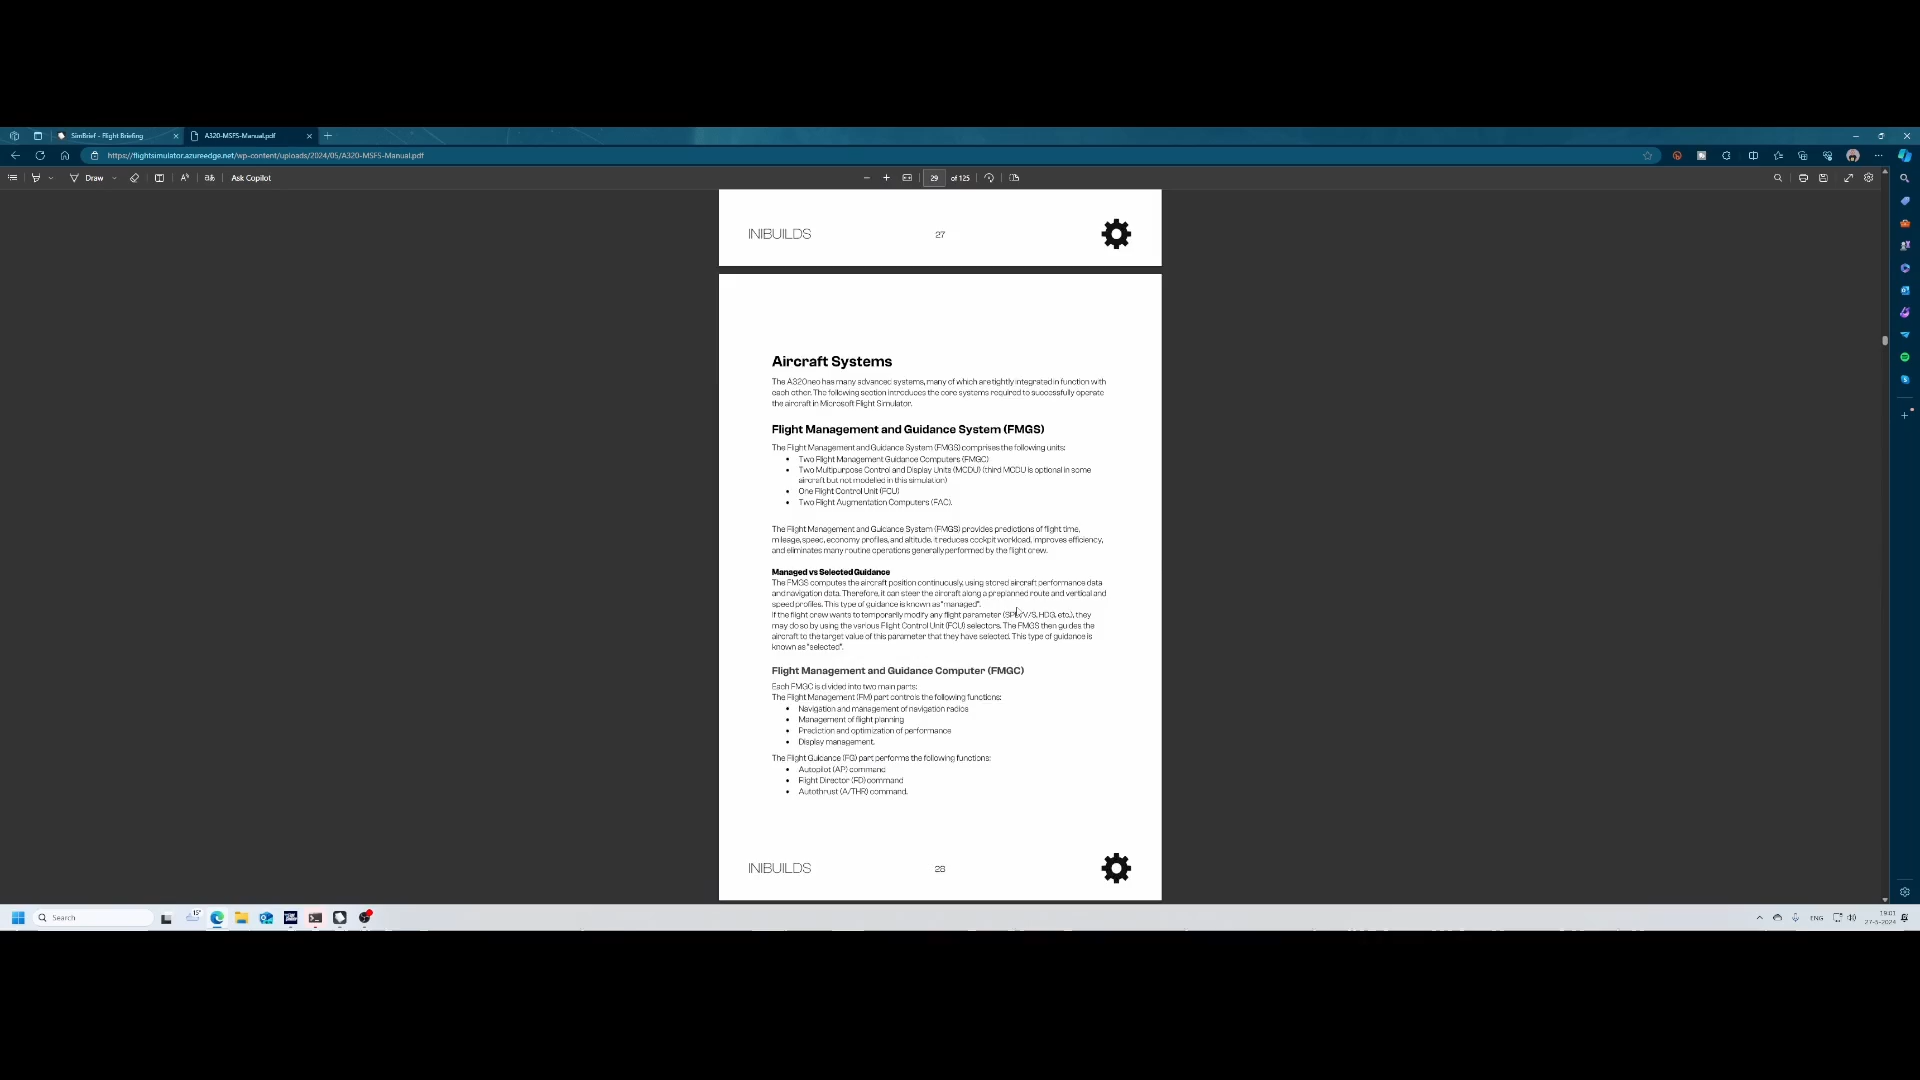 SimBrief - Flight Briefing
A320-MSFS-Manual.pdf
https://flightsimulator.azureedge.net/wp-content/uploads/2024/05/A320-MSFS-Manual.pdf
Draw
Ask Copilot
29 of 125
INIBUILDS
27
Aircraft Systems
The A320neo has many advanced systems, many of which are tightly integrated in function with
each other. The following section introduces the core systems required to successfully operate
the aircraft in Microsoft Flight Simulator.
Flight Management and Guidance System (FMGS)
The Flight Management and Guidance System (FMGS) comprises the following units:
• Two Flight Management Guidance Computers (FMGC)
• Two Multipurpose Control and Display Units (MCDU) (third MCDU is optional in some
aircraft but not modelled in this simulation)
• One Flight Control Unit (FCU)
• Two Flight Augmentation Computers (FAC).
The Flight Management and Guidance System (FMGS) provides predictions of flight time,
mileage, speed, economy profiles, and altitude. It reduces cockpit workload, improves efficiency,
and eliminates many routine operations generally performed by the flight crew.
Managed vs Selected Guidance
The FMGS computes the aircraft position continuously, using stored aircraft performance data
and navigation data. Therefore, it can steer the aircraft along a preplanned route and vertical and
speed profiles. This type of guidance is known as "managed".
If the flight crew wants to temporarily modify any flight parameter (SPD, V/S, HDG, etc.), they
may do so by using the various Flight Control Unit (FCU) selectors. The FMGS then guides the
aircraft to the target value of this parameter that they have selected. This type of guidance is
known as "selected".
Flight Management and Guidance Computer (FMGC)
Each FMGC is divided into two main parts:
The Flight Management (FM) part controls the following functions:
• Navigation and management of navigation radios
• Management of flight planning
• Prediction and optimization of performance
• Display management.
The Flight Guidance (FG) part performs the following functions:
• Autopilot (AP) command
• Flight Director (FD) command
• Autothrust (A/THR) command.
INIBUILDS
28
Search
15°
ENG
19:01
27-5-2024